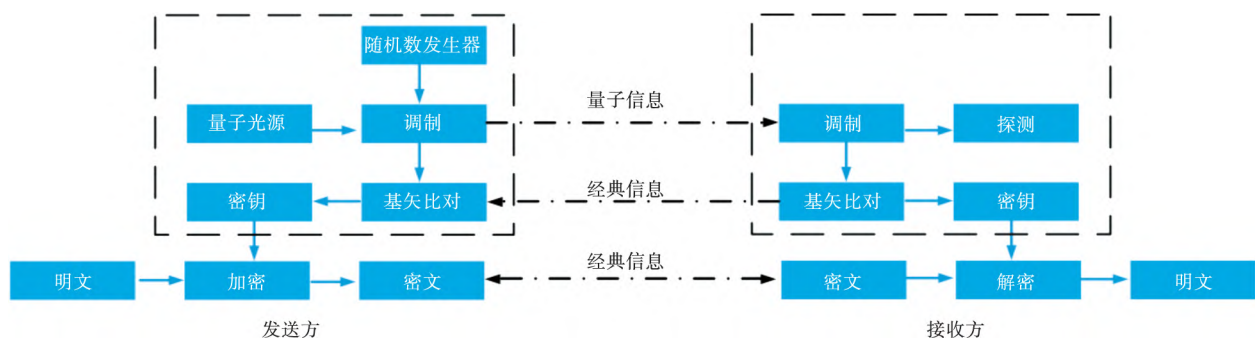 随机数发生器
量子信息
量子光源
调制
调制
探测
经典信息
密钥
基矢比对
基矢比对
密钥
经典信息
明文
加密
密文
密文
解密
明文
发送方
接收方